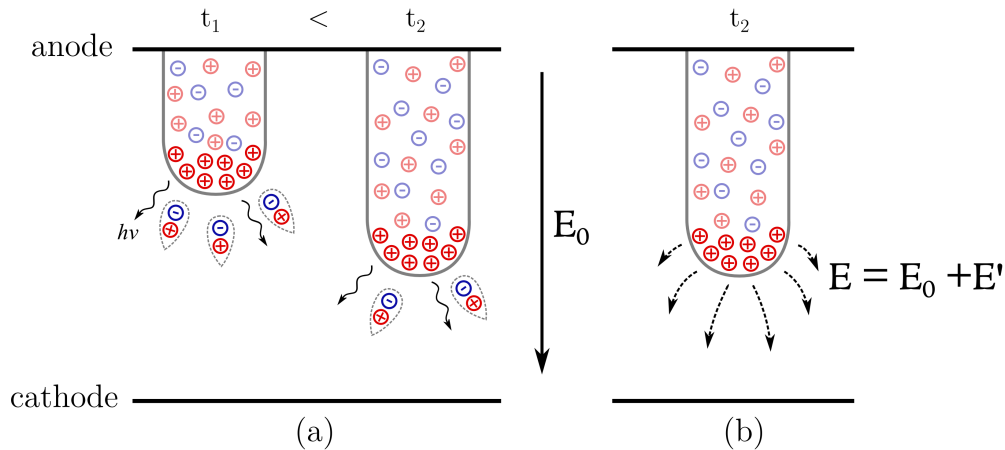 t₁ < t₂
t₂
anode
hν
E₀
E = E₀ +E'
cathode
(a)
(b)